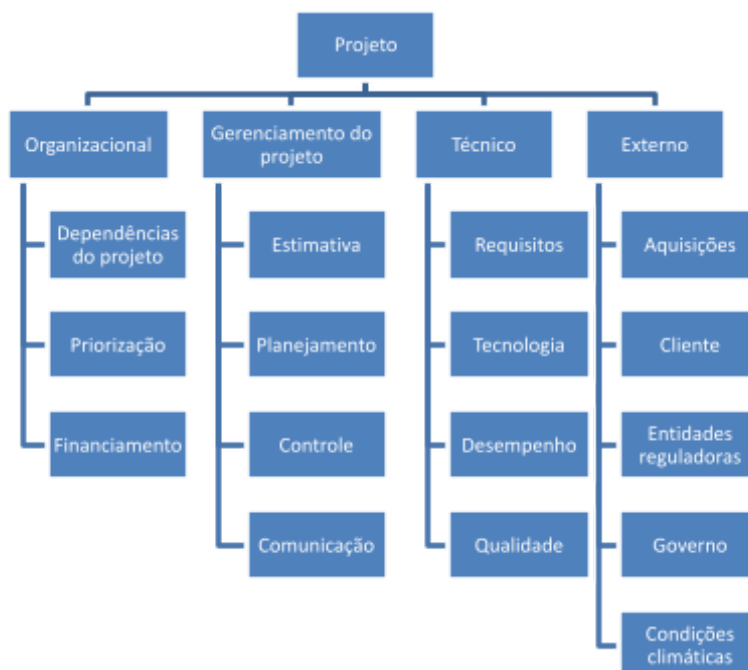 Projeto
Organizacional
Gerenciamento do
projeto
Técnico
Externo
Dependências
do projeto
Priorização
Financiamento
Estimativa
Planejamento
Controle
Comunicação
Requisitos
Tecnologia
Desempenho
Qualidade
Aquisições
Cliente
Entidades
reguladoras
Governo
Condições
climáticas